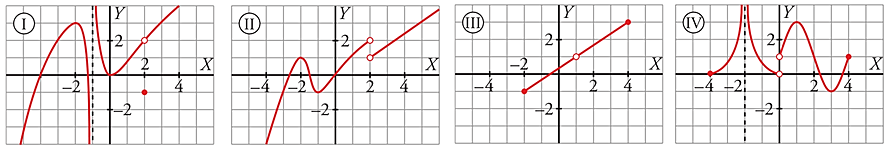 I Y X 2 −2 2 4 −2
II Y X 2 −2 2 4 −2
III Y X 2 −4 −2 2 4 −2
IV Y X 2 −4 −2 2 4 −2